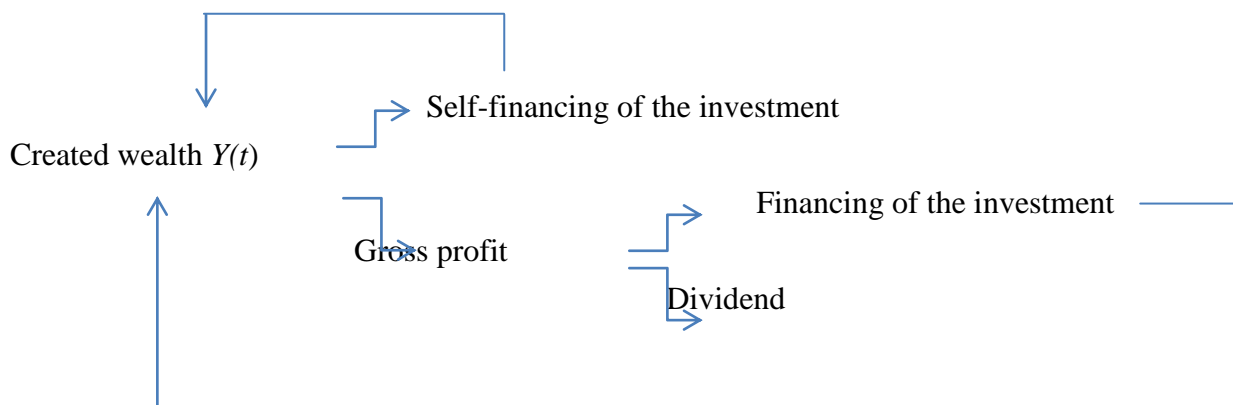 Self-financing of the investment
Created wealth Y(t)
Financing of the investment
Gross profit
Dividend